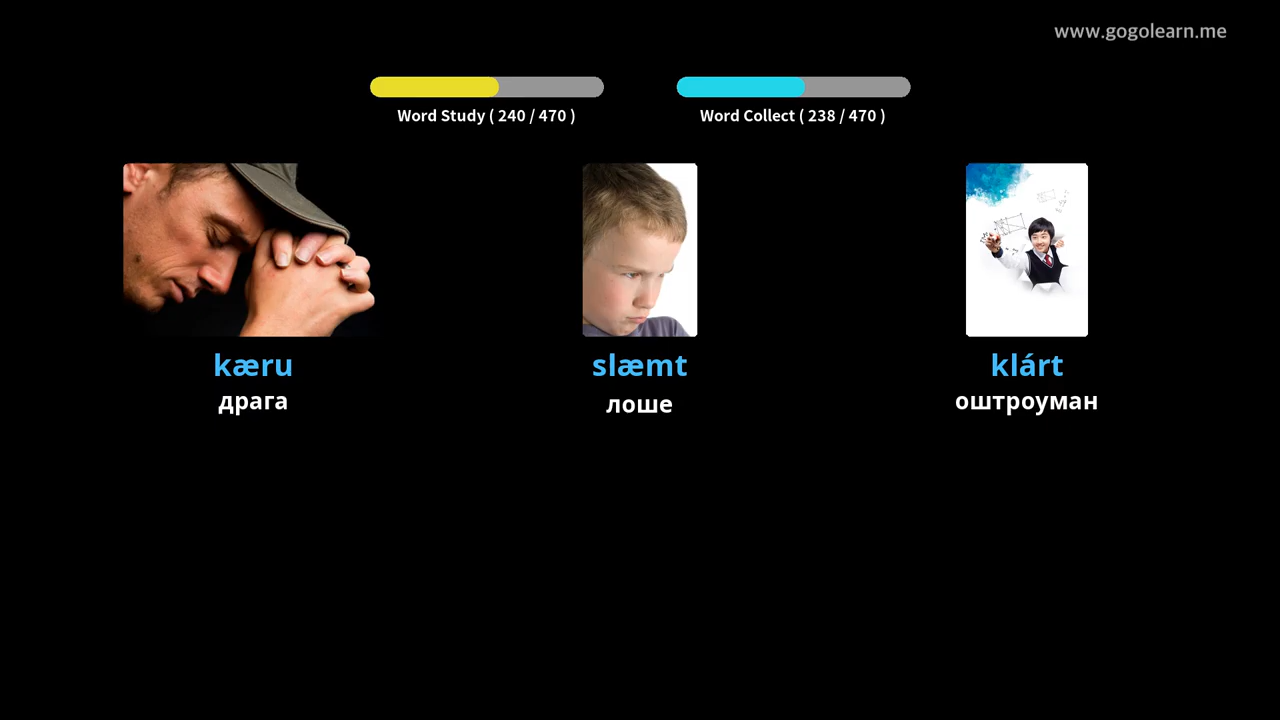 www.gogolearn.me
Word Study ( 240 / 470 )
Word Collect ( 238 / 470 )
kæru
slæmt
klárt
драга
лоше
оштроуман